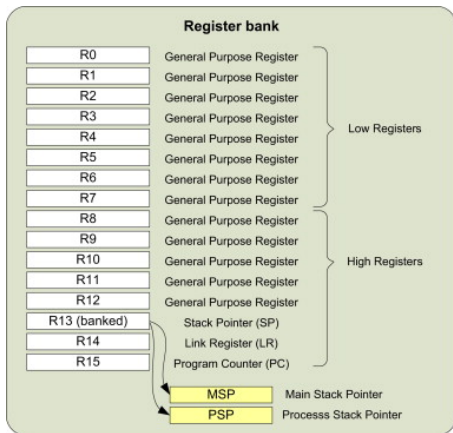 Register bank
R0 General Purpose Register
R1 General Purpose Register
R2 General Purpose Register
R3 General Purpose Register
Low Registers
R4 General Purpose Register
R5 General Purpose Register
R6 General Purpose Register
R7 General Purpose Register
R8 General Purpose Register
R9 General Purpose Register
R10 General Purpose Register
High Registers
R11 General Purpose Register
R12 General Purpose Register
R13 (banked) Stack Pointer (SP)
R14 Link Register (LR)
R15 Program Counter (PC)
MSP Main Stack Pointer
PSP Processs Stack Pointer